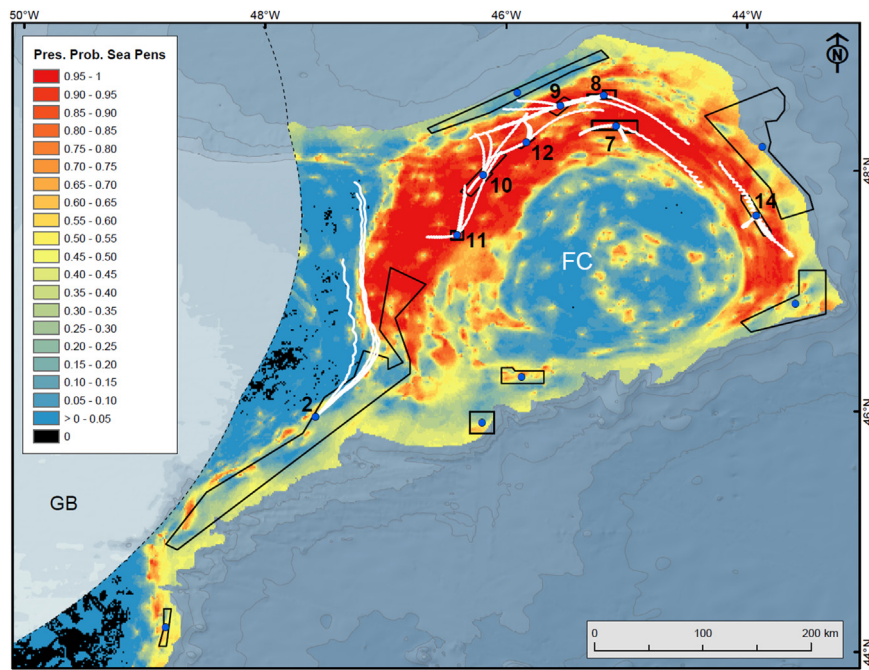 50°W
48°W
46°W
44°W
Pres. Prob. Sea Pens
0.95 - 1
0.90 - 0.95
0.85 - 0.90
0.80 - 0.85
0.75 - 0.80
0.70 - 0.75
0.65 - 0.70
0.60 - 0.65
0.55 - 0.60
0.50 - 0.55
0.45 - 0.50
0.40 - 0.45
0.35 - 0.40
0.30 - 0.35
0.25 - 0.30
0.20 - 0.25
0.15 - 0.20
0.10 - 0.15
0.05 - 0.10
> 0 - 0.05
0
N
9
8
7
12
10
14
11
FC
2
GB
48°N
46°N
44°N
0 100 200 km